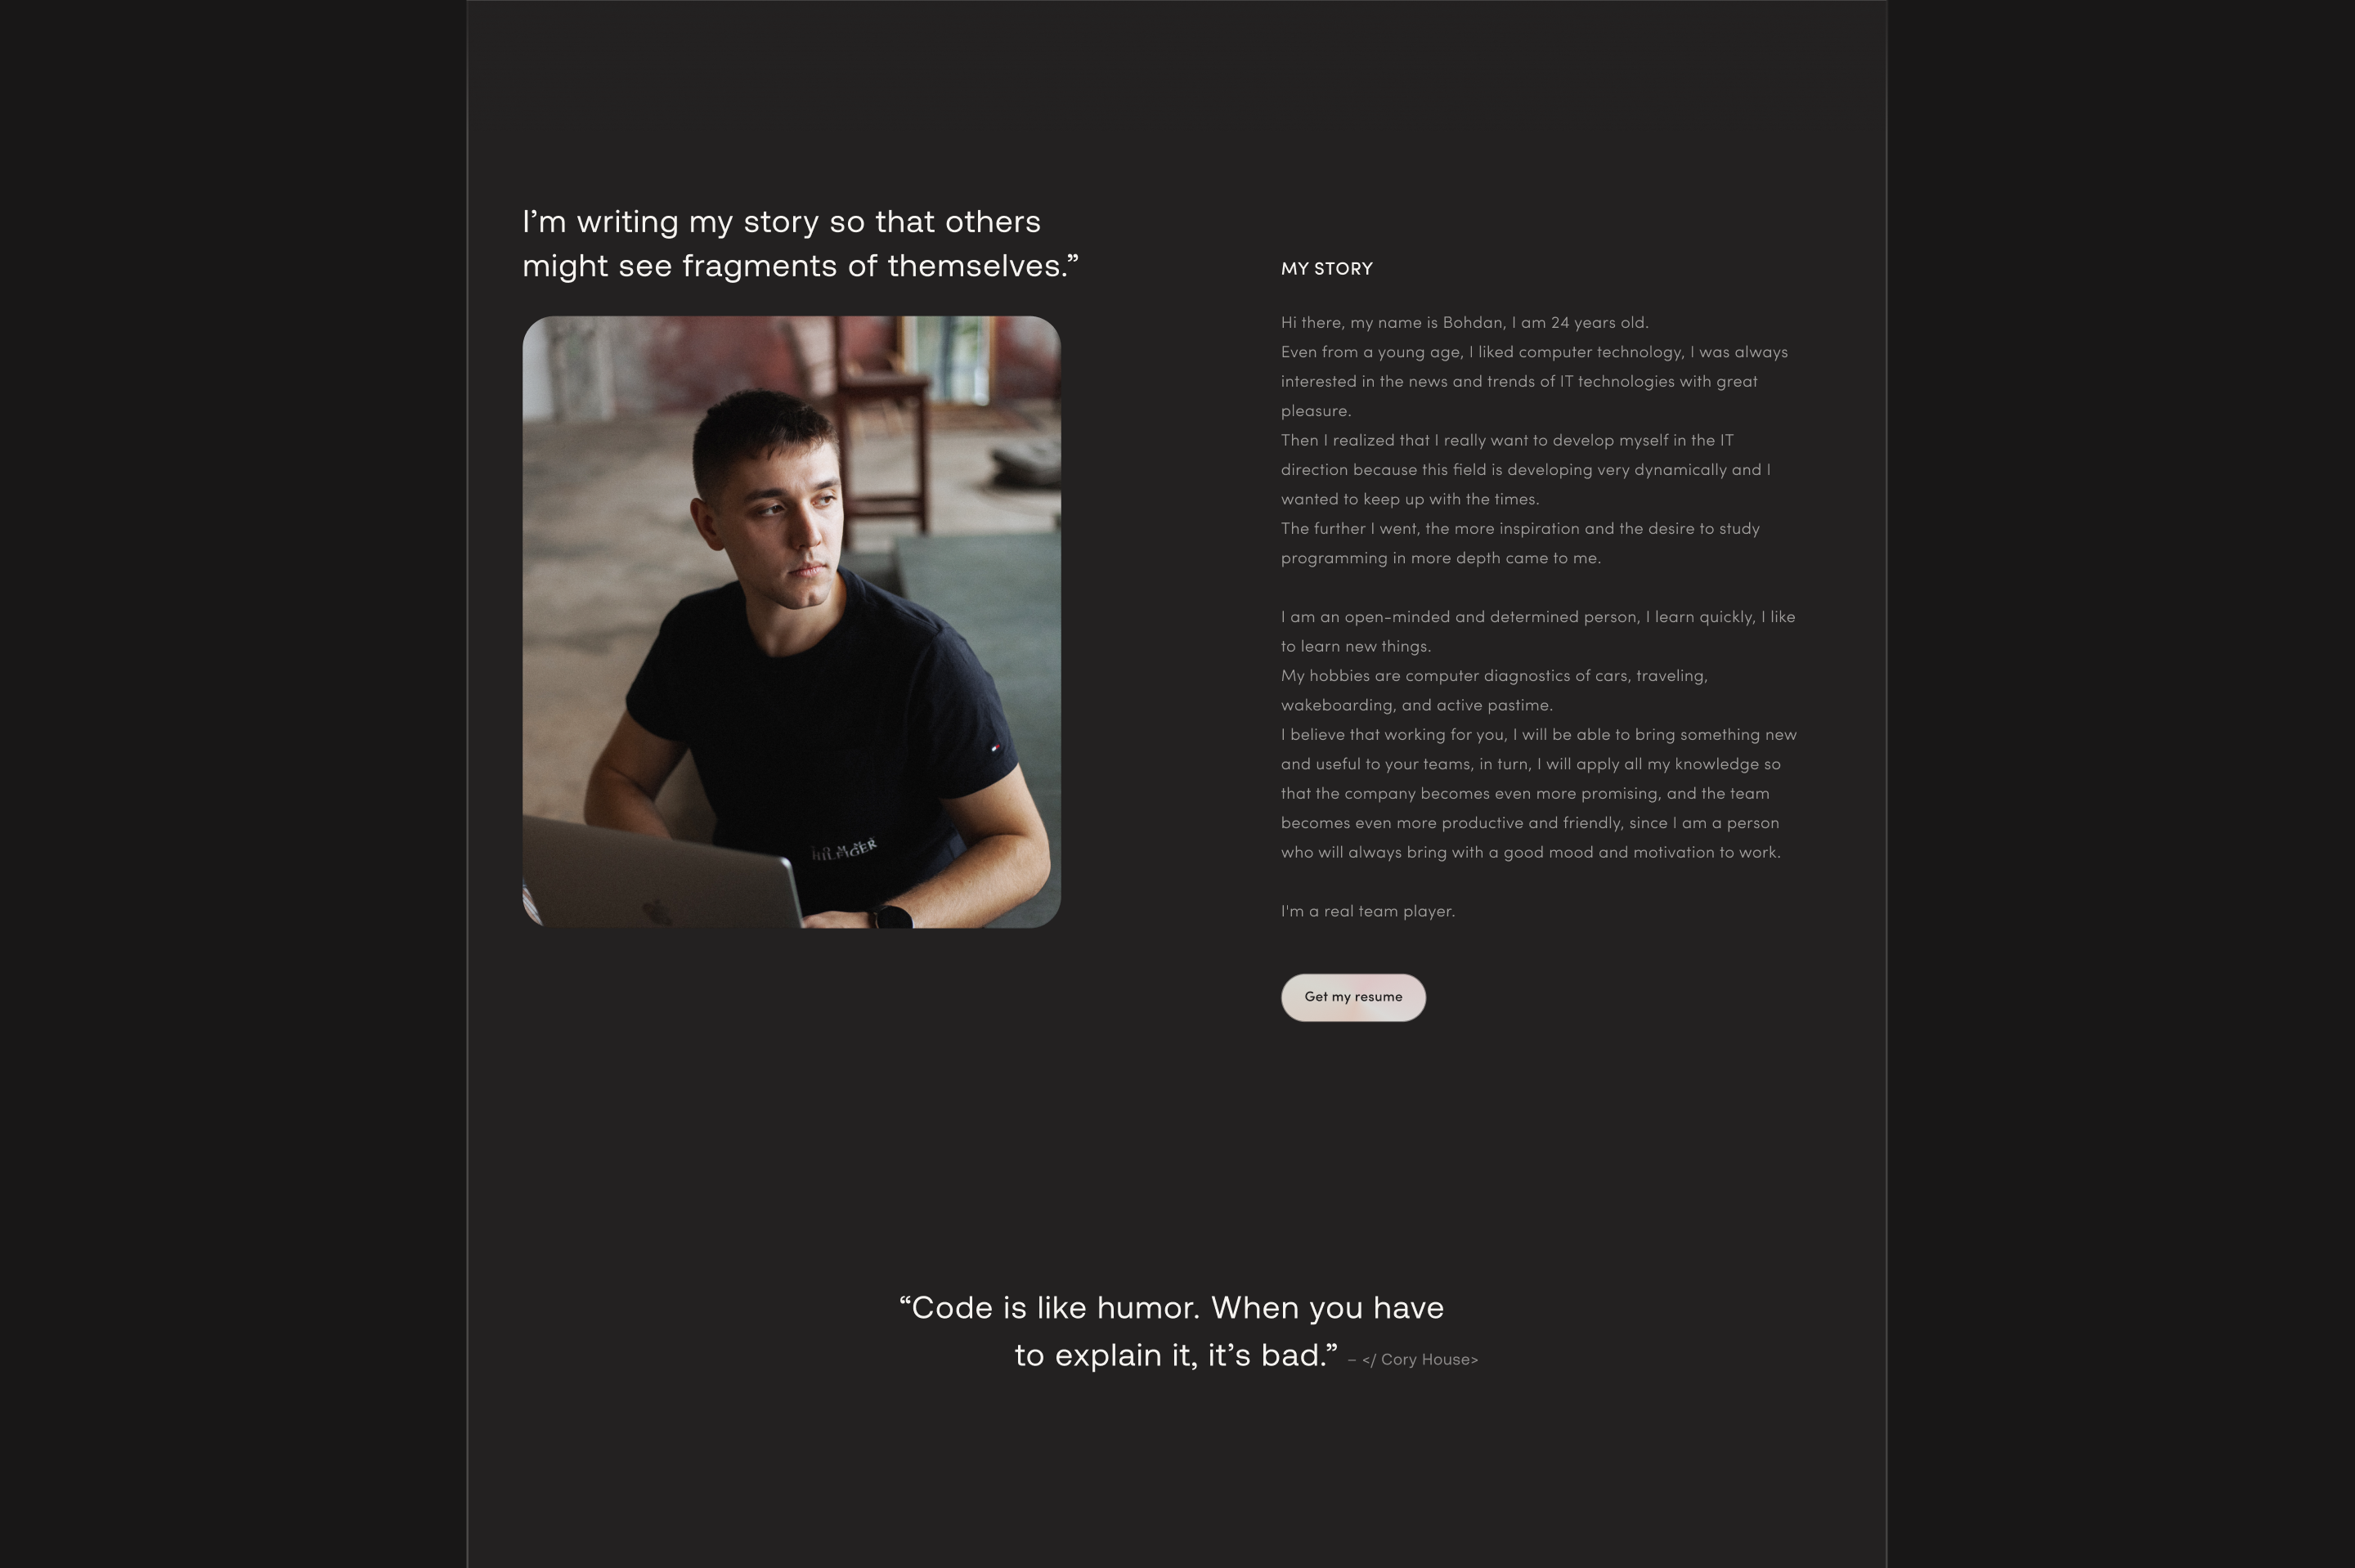 I’m writing my story so that others
might see fragments of themselves.”
TOMMY
HILFIGER
MY STORY
Hi there, my name is Bohdan, I am 24 years old.
Even from a young age, I liked computer technology, I was always
interested in the news and trends of IT technologies with great
pleasure.
Then I realized that I really want to develop myself in the IT
direction because this field is developing very dynamically and I
wanted to keep up with the times.
The further I went, the more inspiration and the desire to study
programming in more depth came to me.
I am an open-minded and determined person, I learn quickly, I like
to learn new things.
My hobbies are computer diagnostics of cars, traveling,
wakeboarding, and active pastime.
I believe that working for you, I will be able to bring something new
and useful to your teams, in turn, I will apply all my knowledge so
that the company becomes even more promising, and the team
becomes even more productive and friendly, since I am a person
who will always bring with a good mood and motivation to work.
I'm a real team player.
Get my resume
“Code is like humor. When you have
to explain it, it’s bad.” – </ Cory House>